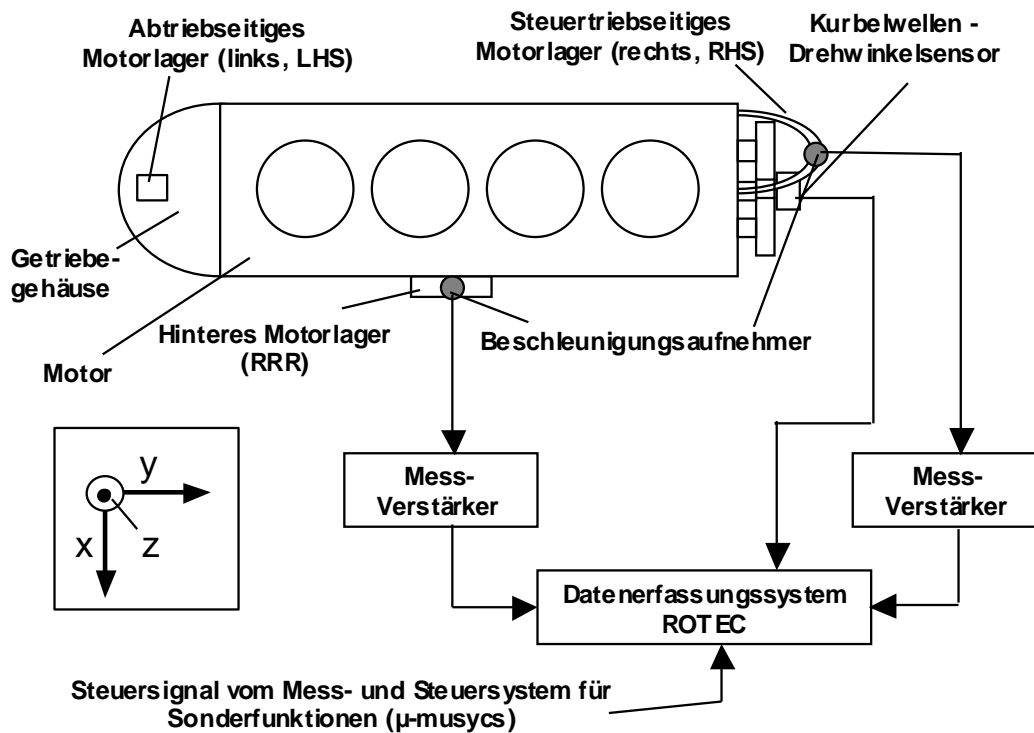 Abtriebseitiges
Motorlager (links, LHS)
Steuertriebseitiges
Motorlager (rechts, RHS)
Kurbelwellen -
Drehwinkelsensor
Getriebe-
gehäuse
Motor
Hinteres Motorlager
(RRR)
Beschleunigungsaufnehmer
y
x
z
Mess-
Verstärker
Mess-
Verstärker
Datenerfassungssystem
ROTEC
Steuersignal vom Mess- und Steuersystem für
Sonderfunktionen (µ-musycs)